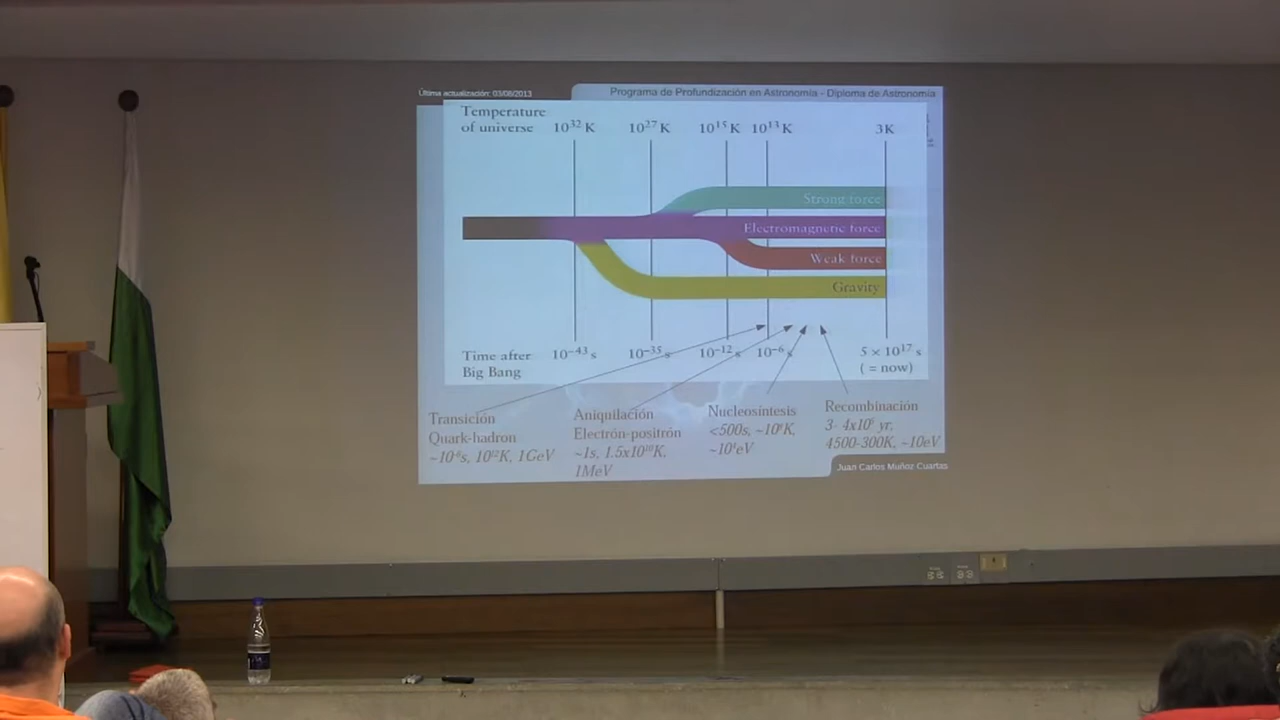 Última actualización: 03/08/2013
Programa de Profundización en Astronomía - Diploma de Astronomía
Temperature
of universe
10³² K
10²⁷ K
10¹⁵ K
10¹³ K
3K
Strong force
Electromagnetic force
Weak force
Gravity
Time after
Big Bang
10⁻⁴³ s
10⁻³⁵ s
10⁻¹² s
10⁻⁶ s
5 × 10¹⁷ s
( = now)
Transición
Quark-hadron
~10⁻⁶s, 10¹²K, 1GeV
Aniquilación
Electrón-positrón
~1s, 1.5x10¹⁰K,
1MeV
Nucleosíntesis
<500s,
Recombinación
3- 4x10⁵ yr,
4500-300K, ~10eV
Juan Carlos Muñoz Cuartas